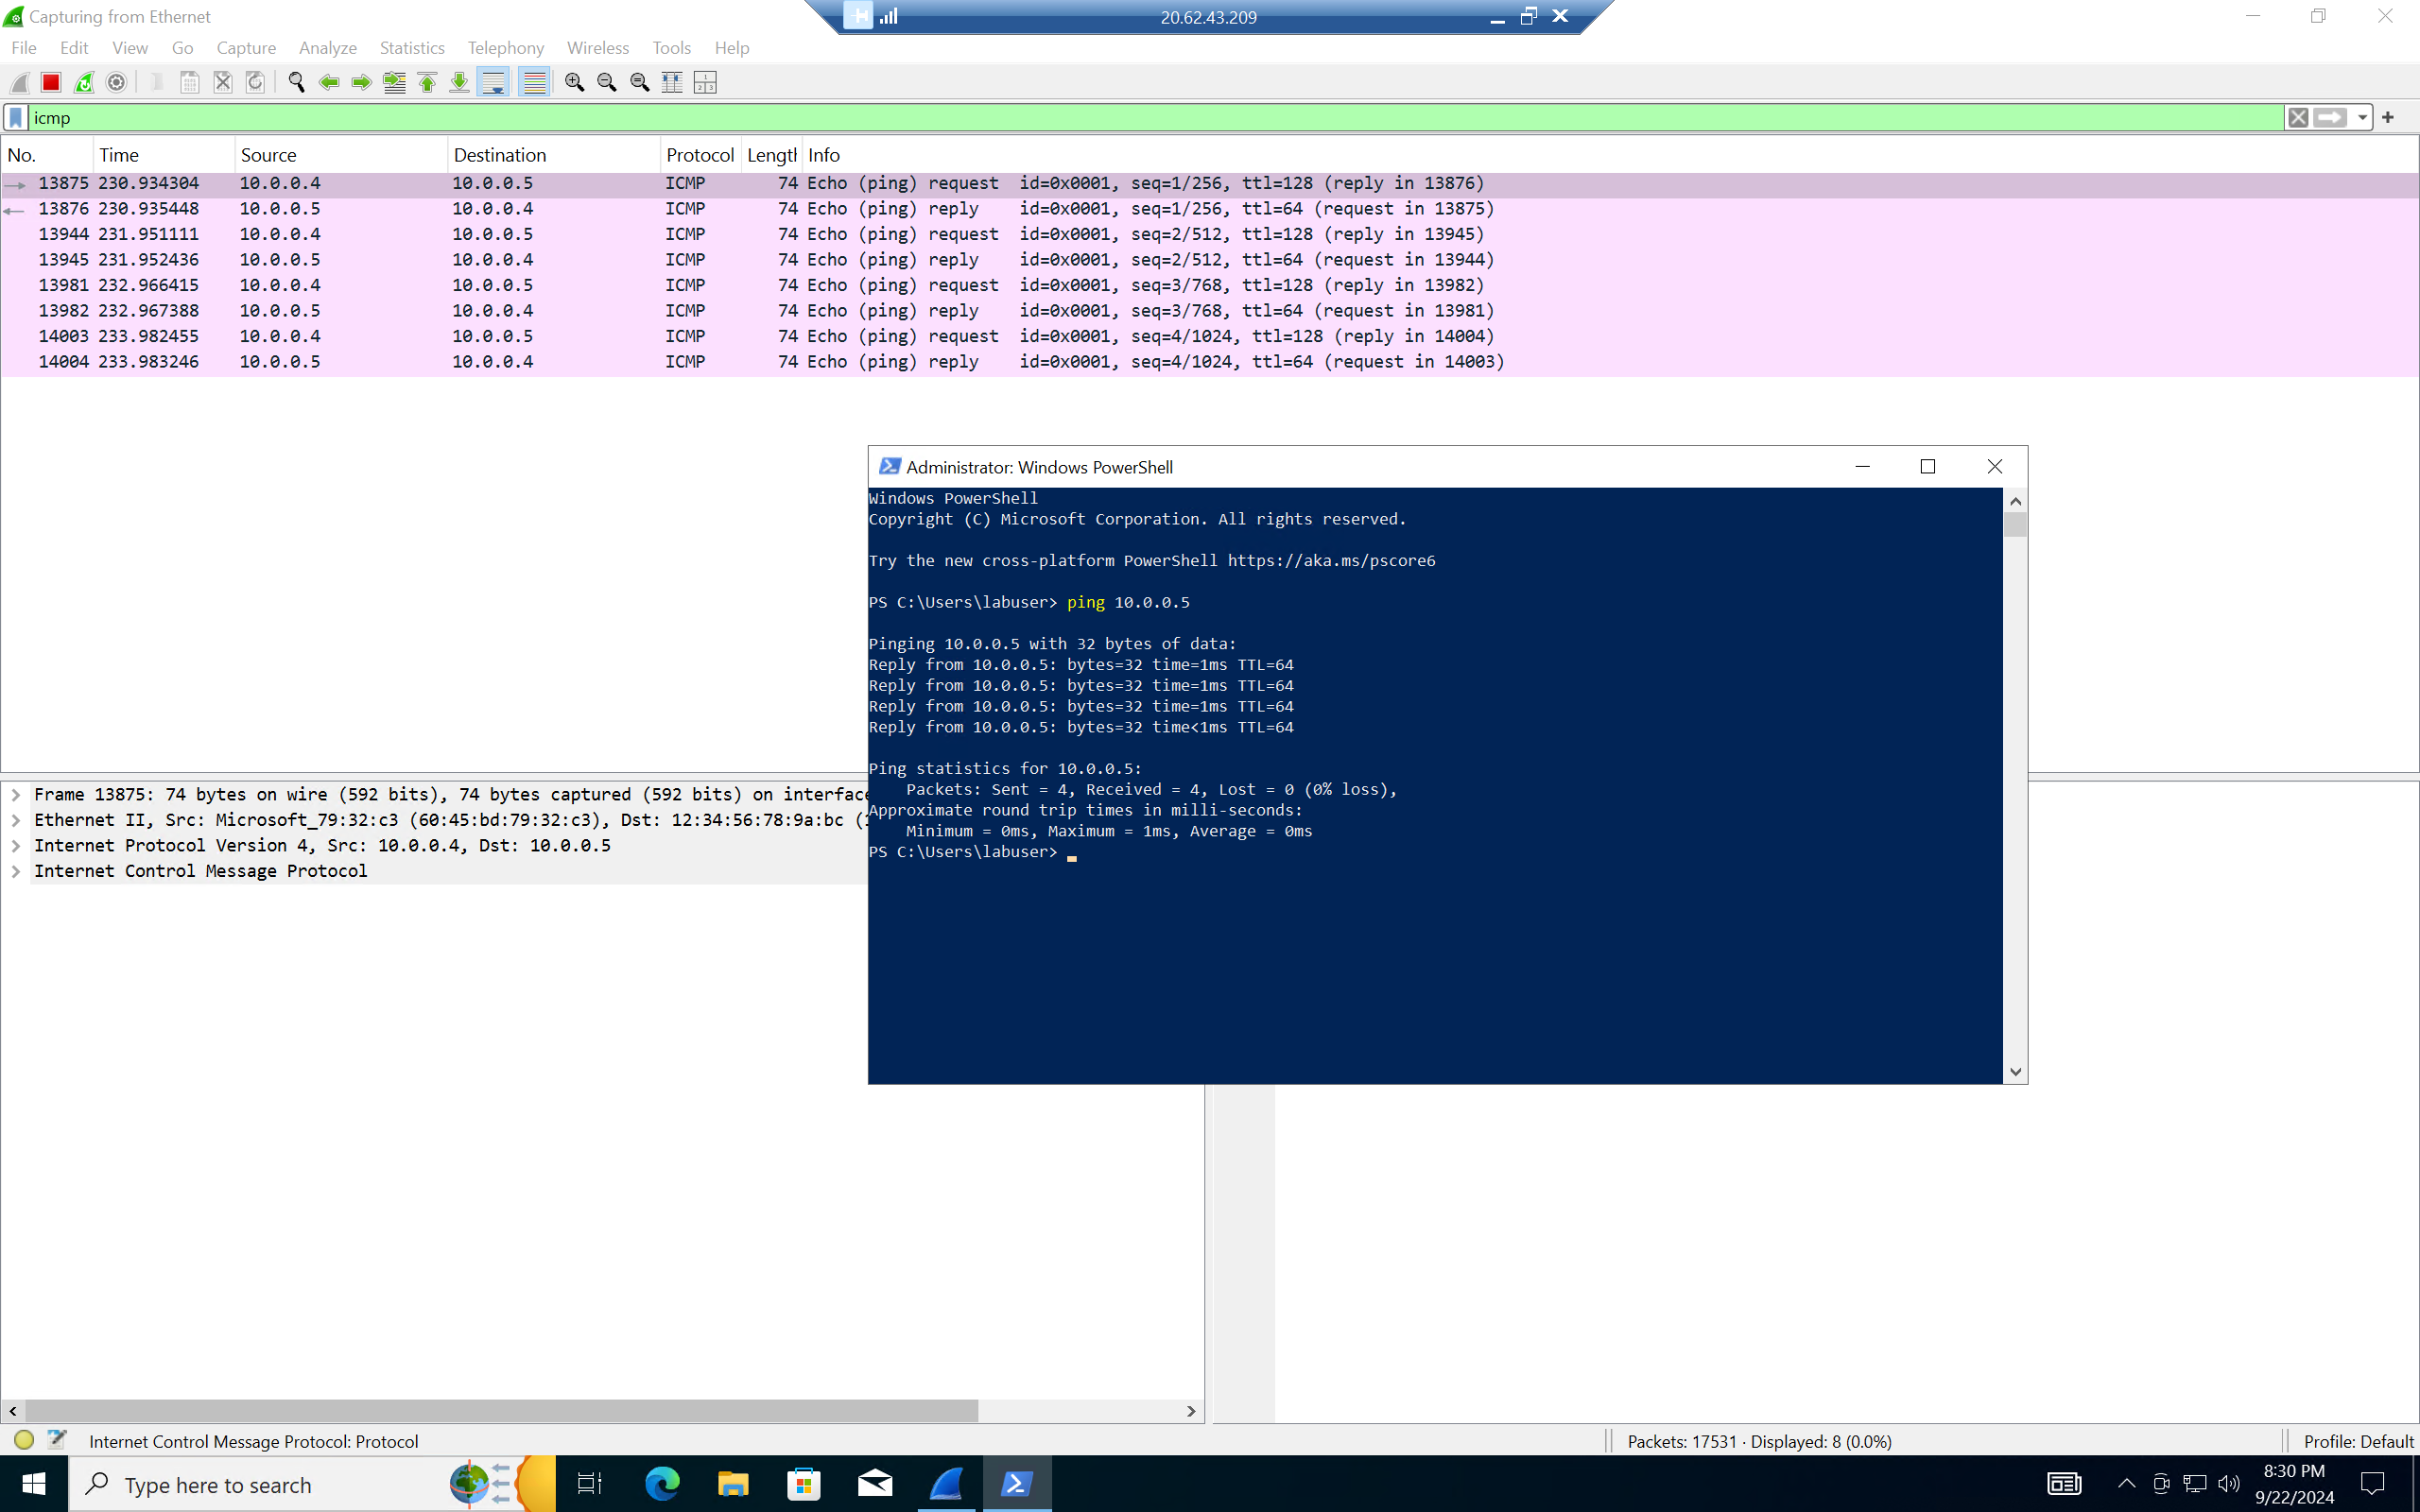 Capturing from Ethernet
20.62.43.209
File Edit View Go Capture Analyze Statistics Telephony Wireless Tools Help
icmp
No. Time Source Destination Protocol Lengtl Info
13875 230.934304 10.0.0.4 10.0.0.5 ICMP 74 Echo (ping) request id=0x0001, seq=1/256, ttl=128 (reply in 13876)
13876 230.935448 10.0.0.5 10.0.0.4 ICMP 74 Echo (ping) reply id=0x0001, seq=1/256, ttl=64 (request in 13875)
13944 231.951111 10.0.0.4 10.0.0.5 ICMP 74 Echo (ping) request id=0x0001, seq=2/512, ttl=128 (reply in 13945)
13945 231.952436 10.0.0.5 10.0.0.4 ICMP 74 Echo (ping) reply id=0x0001, seq=2/512, ttl=64 (request in 13944)
13981 232.966415 10.0.0.4 10.0.0.5 ICMP 74 Echo (ping) request id=0x0001, seq=3/768, ttl=128 (reply in 13982)
13982 232.967388 10.0.0.5 10.0.0.4 ICMP 74 Echo (ping) reply id=0x0001, seq=3/768, ttl=64 (request in 13981)
14003 233.982455 10.0.0.4 10.0.0.5 ICMP 74 Echo (ping) request id=0x0001, seq=4/1024, ttl=128 (reply in 14004)
14004 233.983246 10.0.0.5 10.0.0.4 ICMP 74 Echo (ping) reply id=0x0001, seq=4/1024, ttl=64 (request in 14003)
Administrator: Windows PowerShell
Windows PowerShell
Copyright (C) Microsoft Corporation. All rights reserved.
Try the new cross-platform PowerShell https://aka.ms/pscore6
PS C:\Users\labuser> ping 10.0.0.5
Pinging 10.0.0.5 with 32 bytes of data:
Reply from 10.0.0.5: bytes=32 time=1ms TTL=64
Reply from 10.0.0.5: bytes=32 time=1ms TTL=64
Reply from 10.0.0.5: bytes=32 time=1ms TTL=64
Reply from 10.0.0.5: bytes=32 time<1ms TTL=64
Ping statistics for 10.0.0.5:
Packets: Sent = 4, Received = 4, Lost = 0 (0% loss),
Approximate round trip times in milli-seconds:
Minimum = 0ms, Maximum = 1ms, Average = 0ms
PS C:\Users\labuser>
Frame 13875: 74 bytes on wire (592 bits), 74 bytes captured (592 bits) on interface
Ethernet II, Src: Microsoft_79:32:c3 (60:45:bd:79:32:c3), Dst: 12:34:56:78:9a:bc (
Internet Protocol Version 4, Src: 10.0.0.4, Dst: 10.0.0.5
Internet Control Message Protocol
Internet Control Message Protocol: Protocol
Packets: 17531 · Displayed: 8 (0.0%)
Profile: Default
Type here to search
8:30 PM
9/22/2024